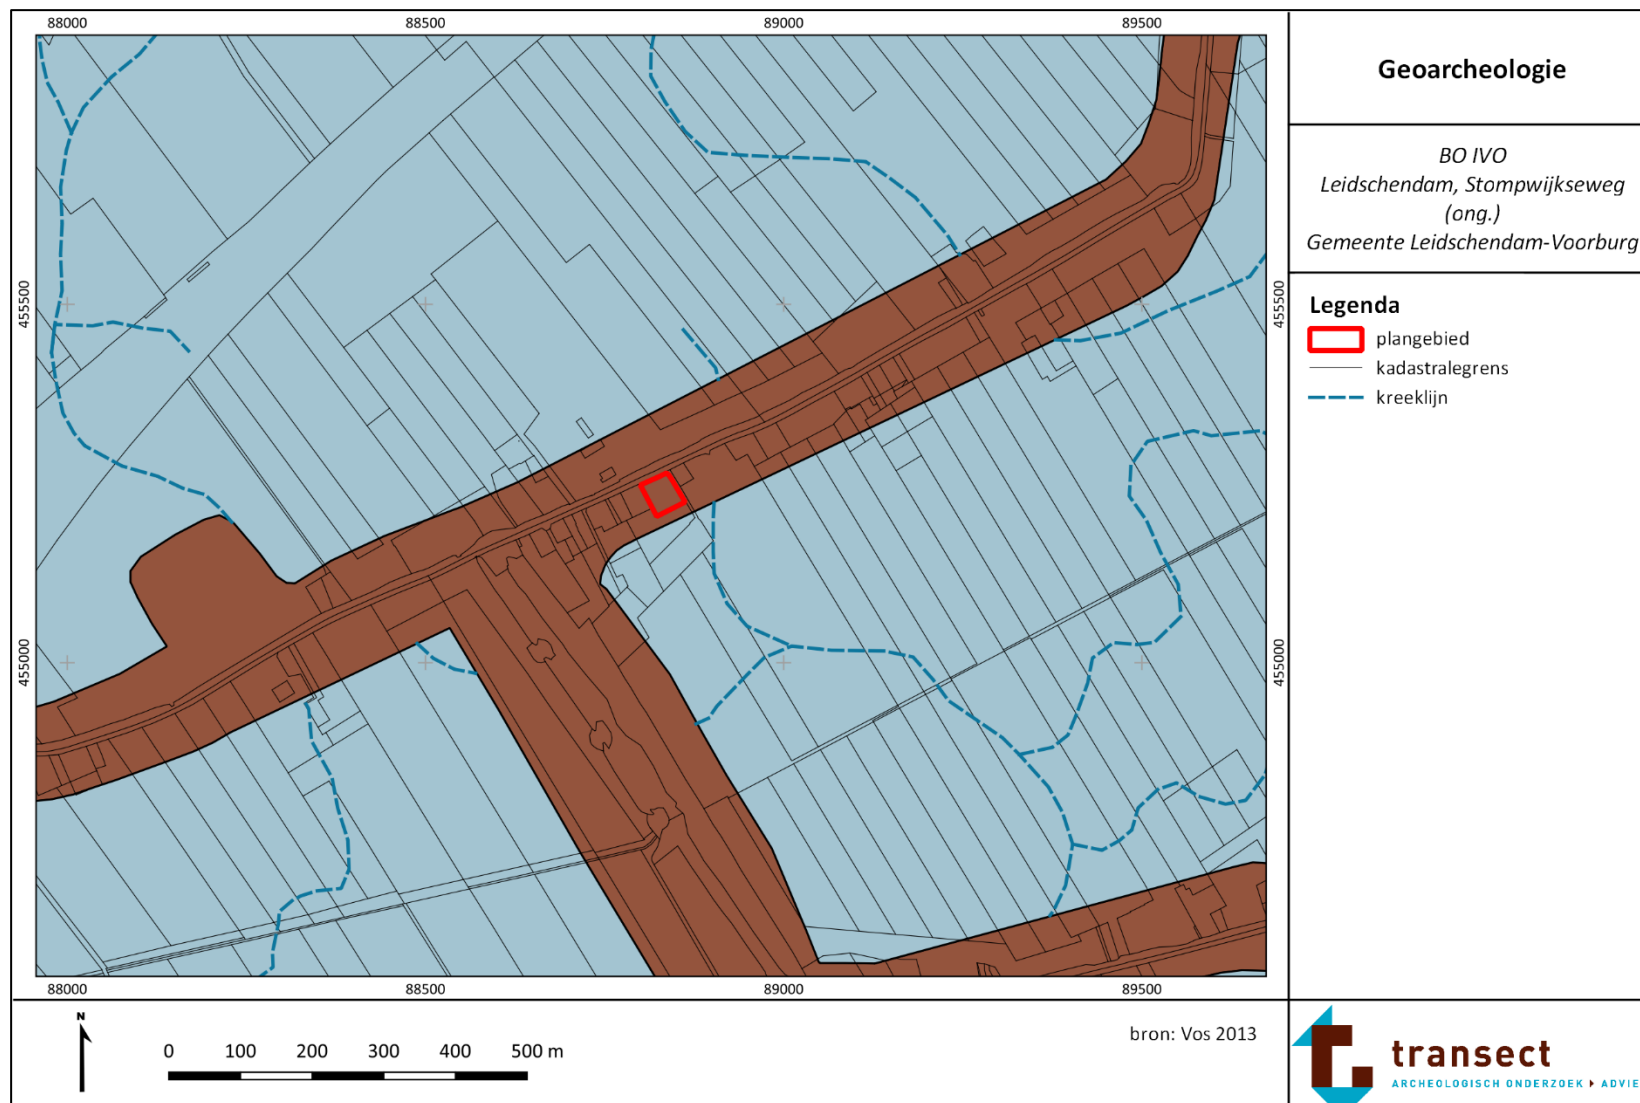 88000
88500
89000
89500
455500
455500
455000
455000
88000
88500
89000
89500
Geoarcheologie
BO IVO
Leidschendam, Stompwijkseweg
(ong.)
Gemeente Leidschendam-Voorburg
Legenda
plangebied
kadastralegrens
kreeklijn
N
0 100 200 300 400 500 m
bron: Vos 2013
transect
ARCHEOLOGISCH ONDERZOEK ADVIE